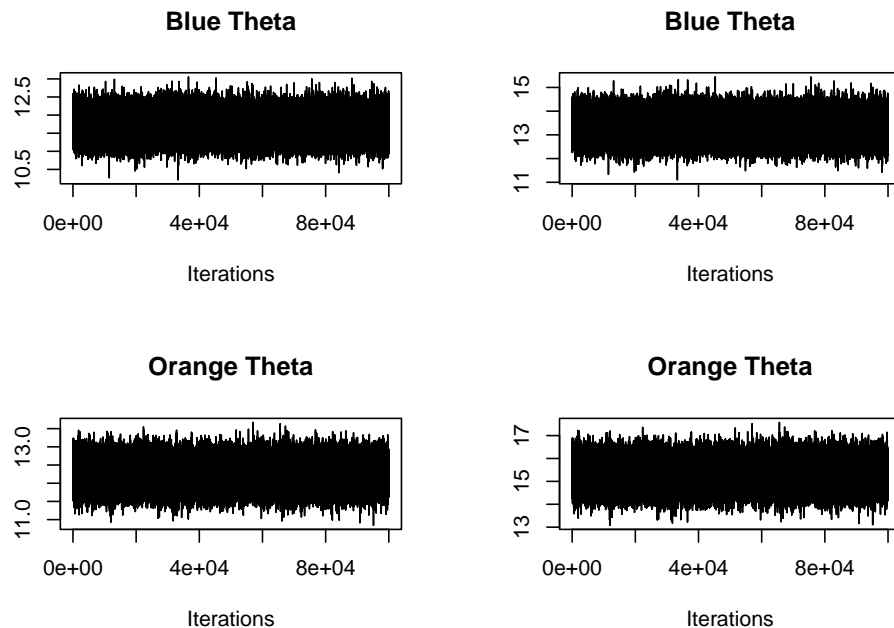 Blue Theta
12.5
10.5
0e+00 4e+04 8e+04
Iterations
Blue Theta
15
13
11
0e+00 4e+04 8e+04
Iterations
Orange Theta
13.0
11.0
0e+00 4e+04 8e+04
Iterations
Orange Theta
17
15
13
0e+00 4e+04 8e+04
Iterations